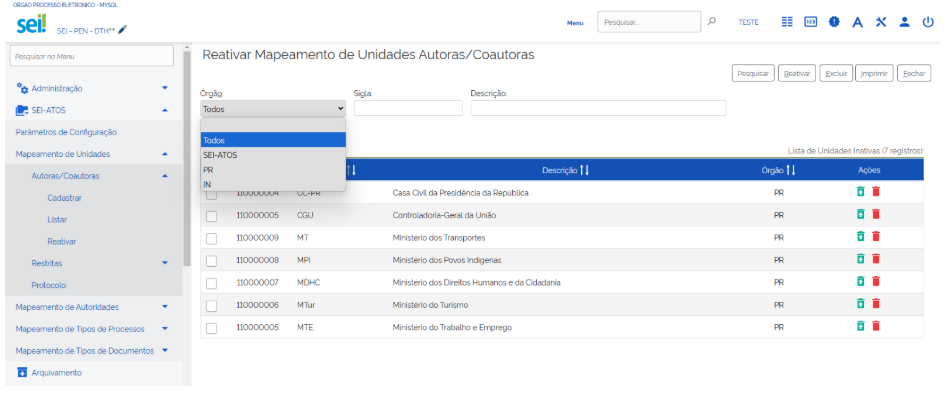 ORGAO PROCESSO ELETRONICO - MYSQL
sei! SEI - PEN - DTH**
Menu Pesquisar... TESTE
Pesquisar no Menu
Administração
SEI-ATOS
Parâmetros de Configuração
Mapeamento de Unidades
Autoras/Coautoras
Cadastrar
Listar
Reativar
Restritas
Protocolo
Mapeamento de Autoridades
Mapeamento de Tipos de Processos
Mapeamento de Tipos de Documentos
Arquivamento
Reativar Mapeamento de Unidades Autoras/Coautoras
Pesquisar Reativar Excluir Imprimir Fechar
Órgão: Sigla: Descrição:
Todos
Todos
SEI-ATOS
PR
IN
Lista de Unidades Inativas (7 registros):
Descrição Órgão Ações
110000004 CC-PR Casa Civil da Presidência da República PR
110000005 CGU Controladoria-Geral da União PR
110000009 MT Ministério dos Transportes PR
110000008 MPI Ministério dos Povos Indígenas PR
110000007 MDHC Ministério dos Direitos Humanos e da Cidadania PR
110000006 MTur Ministério do Turismo PR
110000005 MTE Ministério do Trabalho e Emprego PR